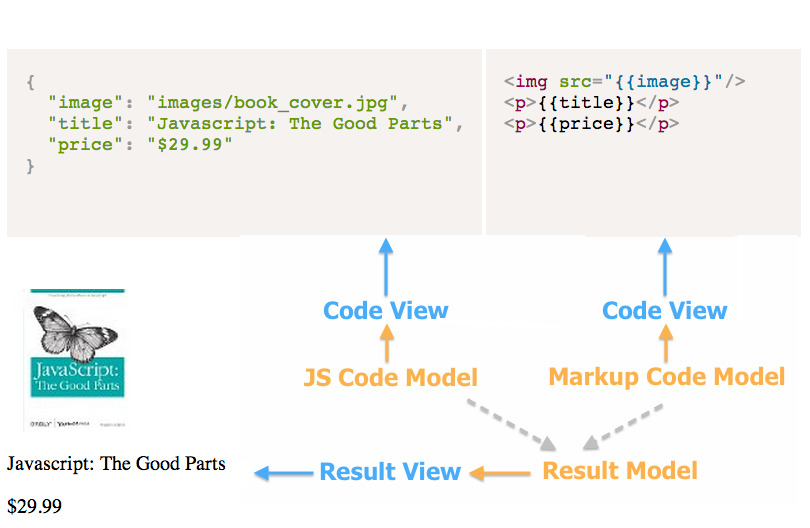 {
"image": "images/book_cover.jpg",
"title": "Javascript: The Good Parts",
"price": "$29.99"
}
<img src="{{image}}"/>
<p>{{title}}</p>
<p>{{price}}</p>
Code View
Code View
JS Code Model
Markup Code Model
Result View
Result Model
JavaScript:
The Good Parts
O'REILLY
Javascript: The Good Parts
$29.99